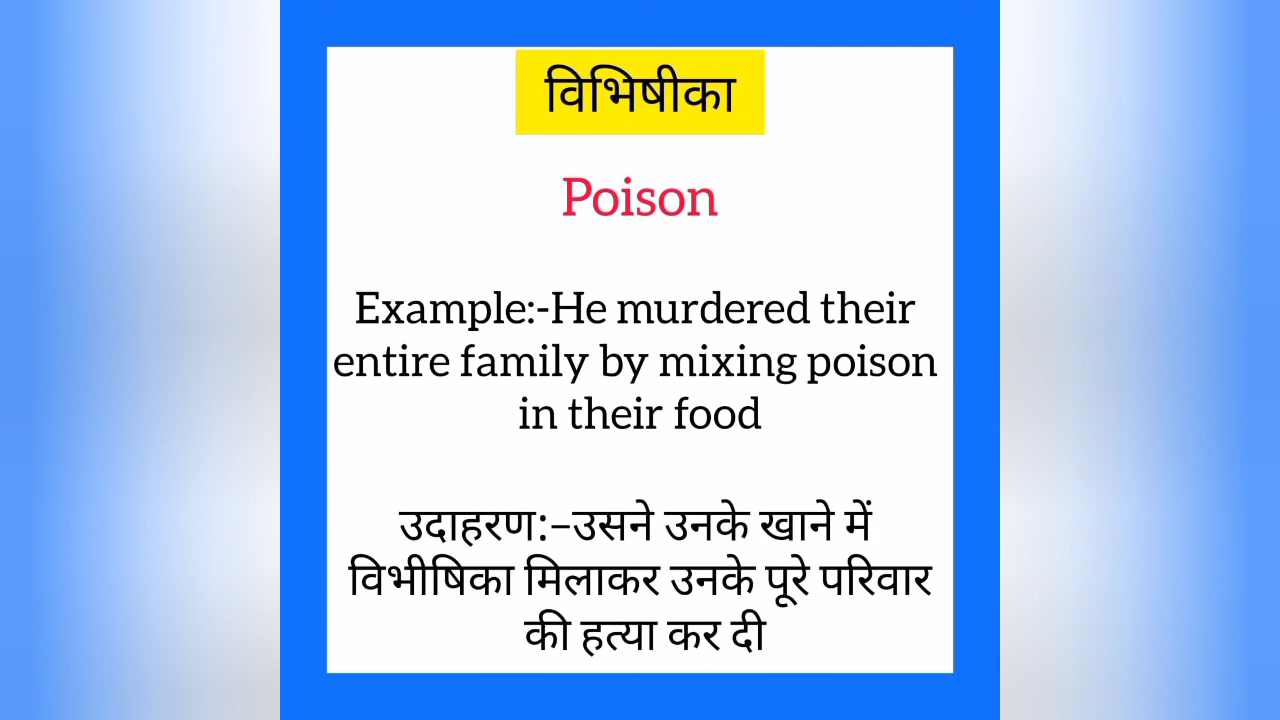 विभिषीका
Poison
Example:-He murdered their
entire family by mixing poison
in their food
उदाहरण:–उसने उनके खाने में
विभीषिका मिलाकर उनके पूरे परिवार
की हत्या कर दी